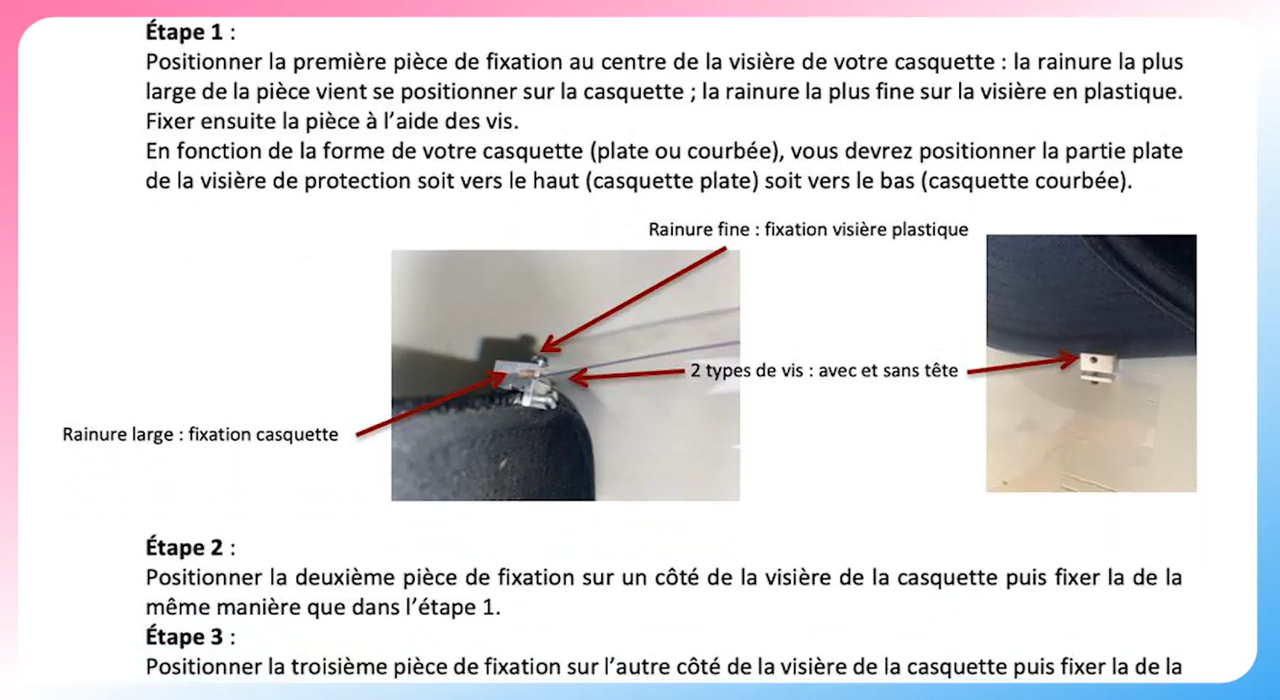 Étape 1 :
Positionner la première pièce de fixation au centre de la visière de votre casquette : la rainure la plus
large de la pièce vient se positionner sur la casquette ; la rainure la plus fine sur la visière en plastique.
Fixer ensuite la pièce à l’aide des vis.
En fonction de la forme de votre casquette (plate ou courbée), vous devrez positionner la partie plate
de la visière de protection soit vers le haut (casquette plate) soit vers le bas (casquette courbée).
Rainure fine : fixation visière plastique
2 types de vis : avec et sans tête
Rainure large : fixation casquette
Étape 2 :
Positionner la deuxième pièce de fixation sur un côté de la visière de la casquette puis fixer la de la
même manière que dans l’étape 1.
Étape 3 :
Positionner la troisième pièce de fixation sur l’autre côté de la visière de la casquette puis fixer la de la